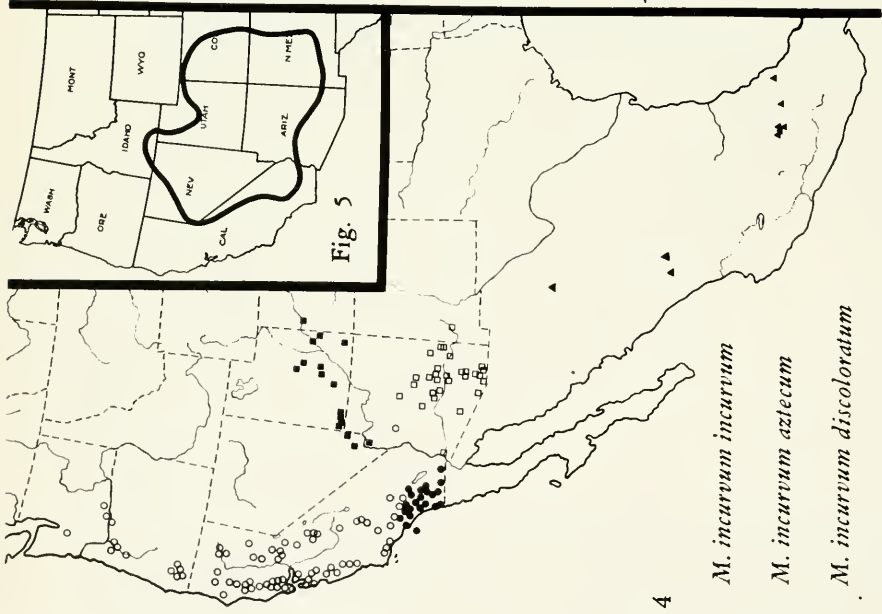 WASH
MONT
ORE
IDAHO
WYO
NEV
UTAH
CO
CAL
ARIZ
N MEX
Fig. 5
4
M. incurvum incurvum
M. incurvum aztecum
M. incurvum discoloratum